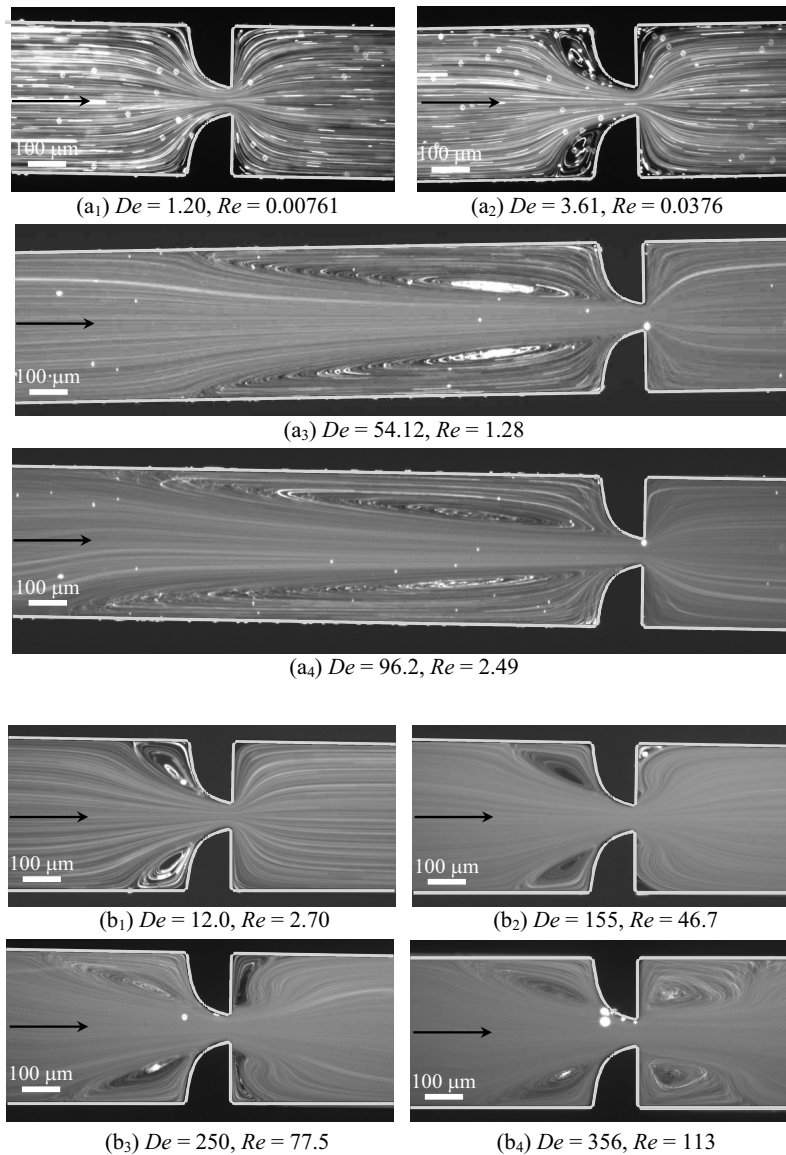 100 µm
100 µm
(a₁) De = 1.20, Re = 0.00761
(a₂) De = 3.61, Re = 0.0376
100 µm
(a₃) De = 54.12, Re = 1.28
100 µm
(a₄) De = 96.2, Re = 2.49
100 µm
100 µm
(b₁) De = 12.0, Re = 2.70
(b₂) De = 155, Re = 46.7
100 µm
100 µm
(b₃) De = 250, Re = 77.5
(b₄) De = 356, Re = 113